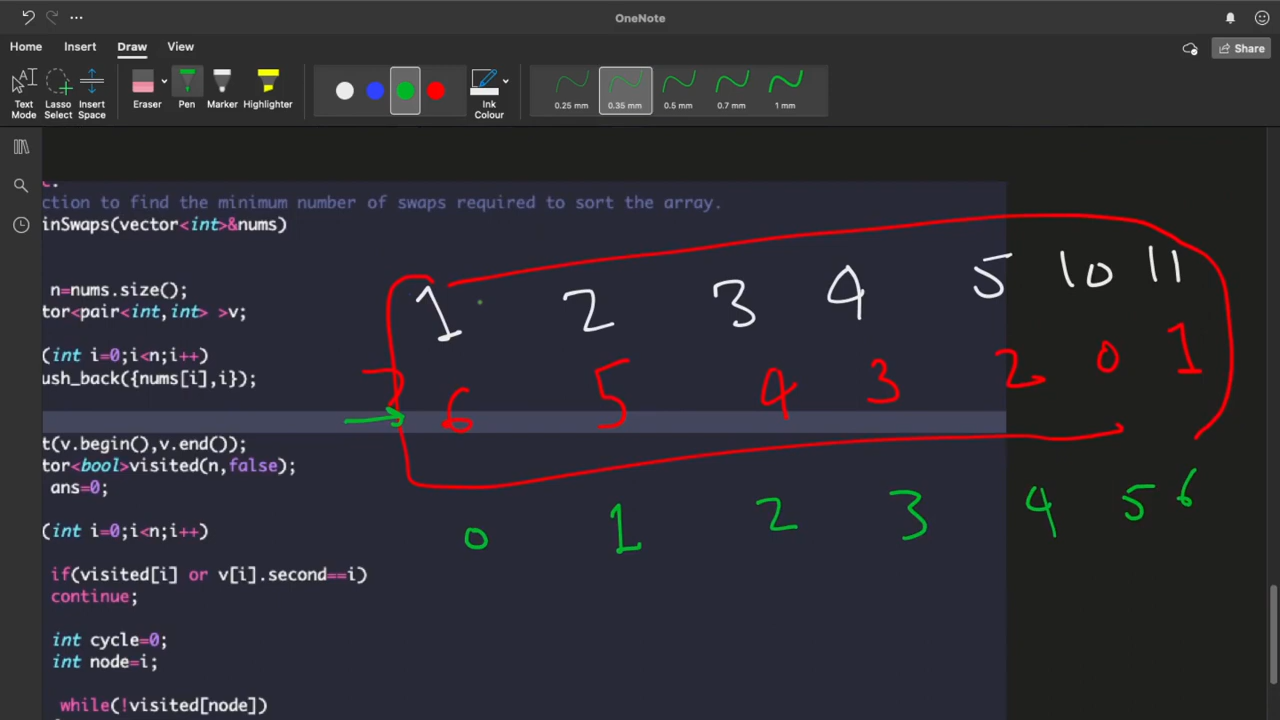 OneNote
Home Insert Draw View
Share
Text Mode
Lasso Select
Insert Space
Eraser
Pen
Marker
Highlighter
Ink Colour
0.25 mm
0.35 mm
0.5 mm
0.7 mm
1 mm
ction to find the minimum number of swaps required to sort the array.
inSwaps(vector<int>&nums)
n=nums.size();
tor<pair<int,int> >v;
(int i=0;i<n;i++)
ush_back({nums[i],i});
t(v.begin(),v.end());
tor<bool>visited(n,false);
ans=0;
(int i=0;i<n;i++)
if(visited[i] or v[i].second==i)
continue;
int cycle=0;
int node=i;
while(!visited[node])
1 2 3 4 5 10 11
6 5 4 3 2 0 1
0 1 2 3 4 5 6